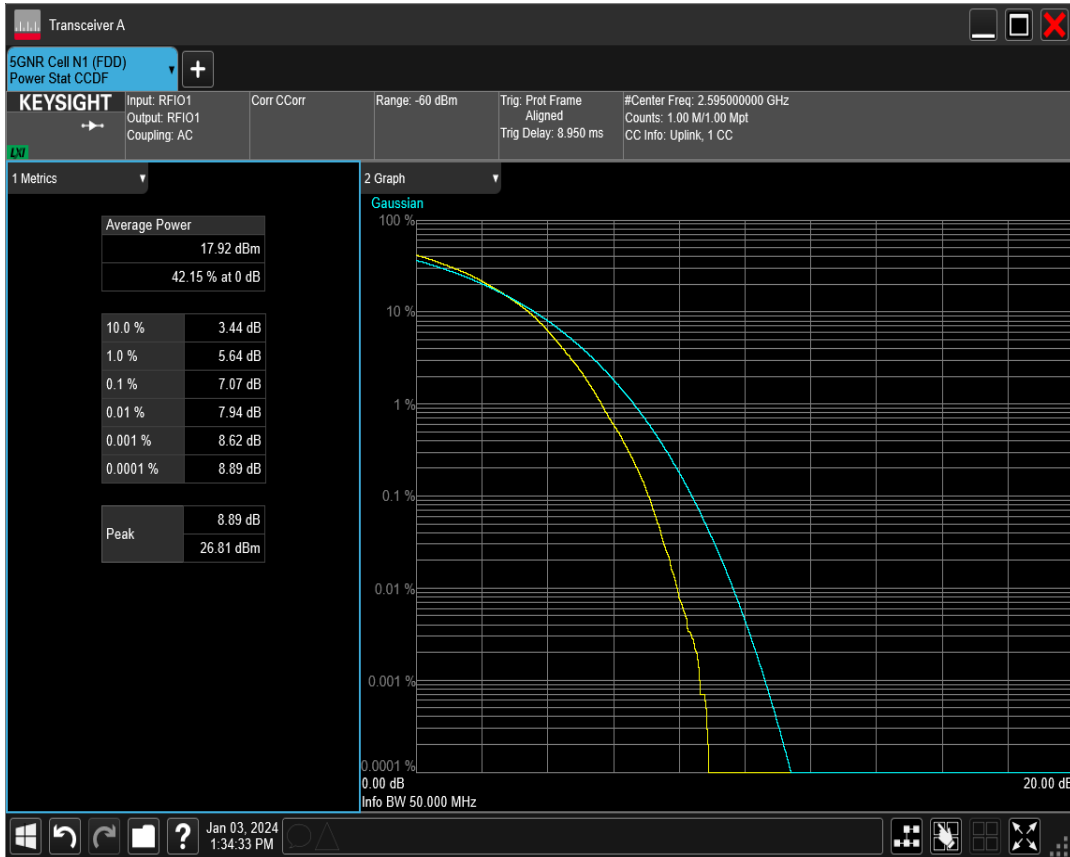 Transceiver A
5GNR Cell N1 (FDD)
Power Stat CCDF
+
KEYSIGHT
LXI
Input: RFIO1
Output: RFIO1
Coupling: AC
Corr CCorr
Range: -60 dBm
Trig: Prot Frame
Aligned
Trig Delay: 8.950 ms
#Center Freq: 2.595000000 GHz
Counts: 1.00 M/1.00 Mpt
CC Info: Uplink, 1 CC
1 Metrics
Average Power
17.92 dBm
42.15 % at 0 dB
10.0 % 3.44 dB
1.0 % 5.64 dB
0.1 % 7.07 dB
0.01 % 7.94 dB
0.001 % 8.62 dB
0.0001 % 8.89 dB
Peak
8.89 dB
26.81 dBm
2 Graph
Gaussian
100 %
10 %
1 %
0.1 %
0.01 %
0.001 %
0.0001 %
0.00 dB 20.00 dB
Info BW 50.000 MHz
?
Jan 03, 2024
1:34:33 PM